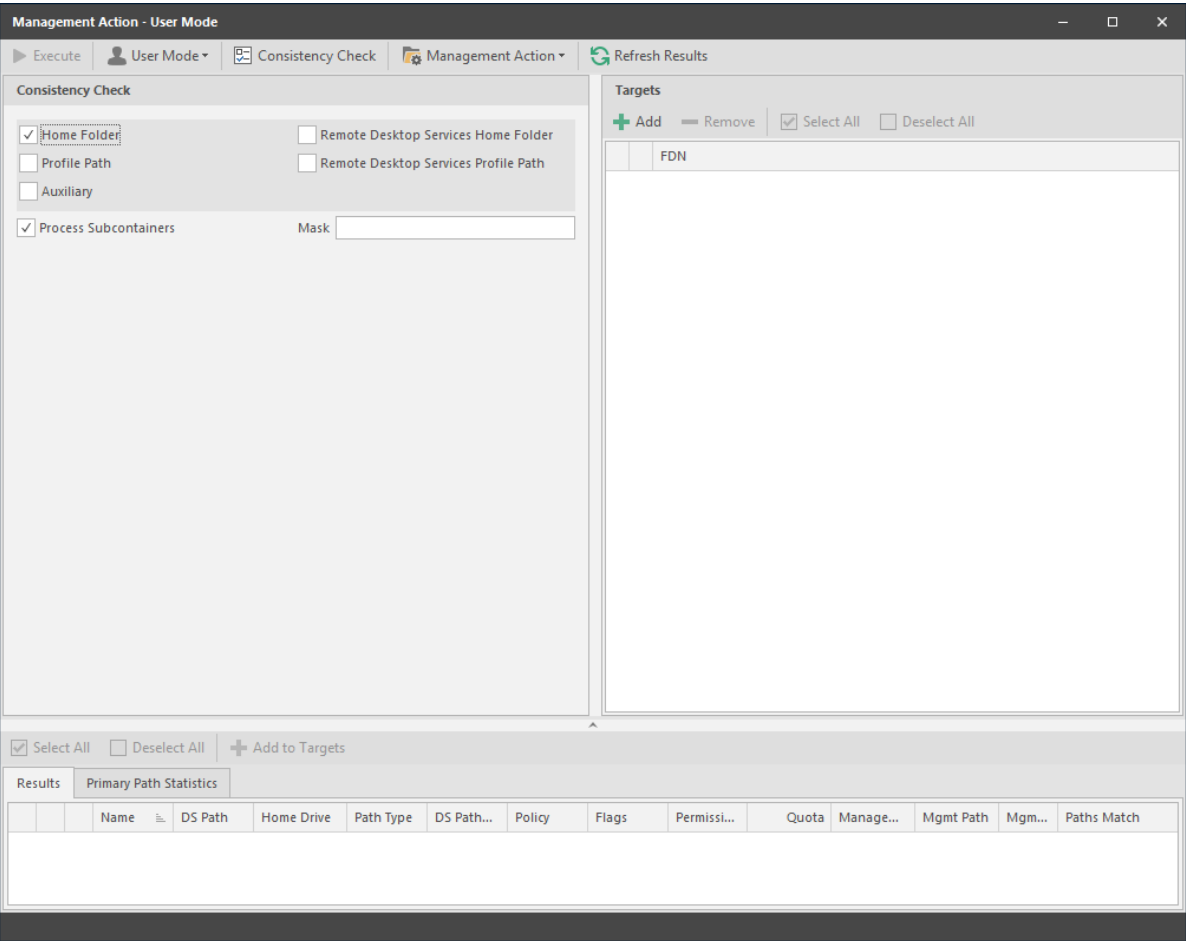 Management Action - User Mode
Execute User Mode Consistency Check Management Action Refresh Results
Consistency Check
Home Folder Remote Desktop Services Home Folder
Profile Path Remote Desktop Services Profile Path
Auxiliary
Process Subcontainers Mask
Targets
Add Remove Select All Deselect All
FDN
Select All Deselect All Add to Targets
Results Primary Path Statistics
Name DS Path Home Drive Path Type DS Path... Policy Flags Permissi... Quota Manage... Mgmt Path Mgm... Paths Match